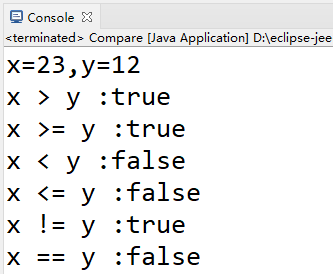 Console
<terminated> Compare [Java Application] D:\eclipse-jee
x=23,y=12
x > y :true
x >= y :true
x < y :false
x <= y :false
x != y :true
x == y :false